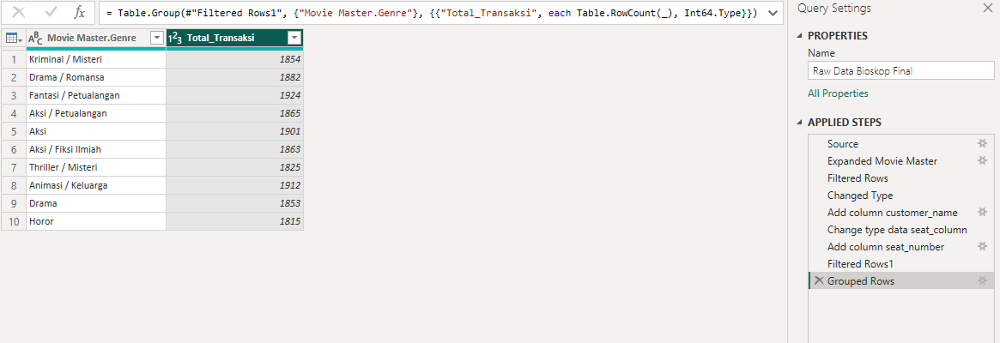 = Table.Group(#"Filtered Rows1", {"Movie Master.Genre"}, {{"Total_Transaksi", each Table.RowCount(_), Int64.Type}})
fx
ABC Movie Master.Genre 123 Total_Transaksi
1 Kriminal / Misteri 1854
2 Drama / Romansa 1882
3 Fantasi / Petualangan 1924
4 Aksi / Petualangan 1865
5 Aksi 1901
6 Aksi / Fiksi Ilmiah 1863
7 Thriller / Misteri 1825
8 Animasi / Keluarga 1912
9 Drama 1853
10 Horor 1815
Query Settings
PROPERTIES
Name
Raw Data Bioskop Final
All Properties
APPLIED STEPS
Source
Expanded Movie Master
Filtered Rows
Changed Type
Add column customer_name
Change type data seat_column
Add column seat_number
Filtered Rows1
Grouped Rows